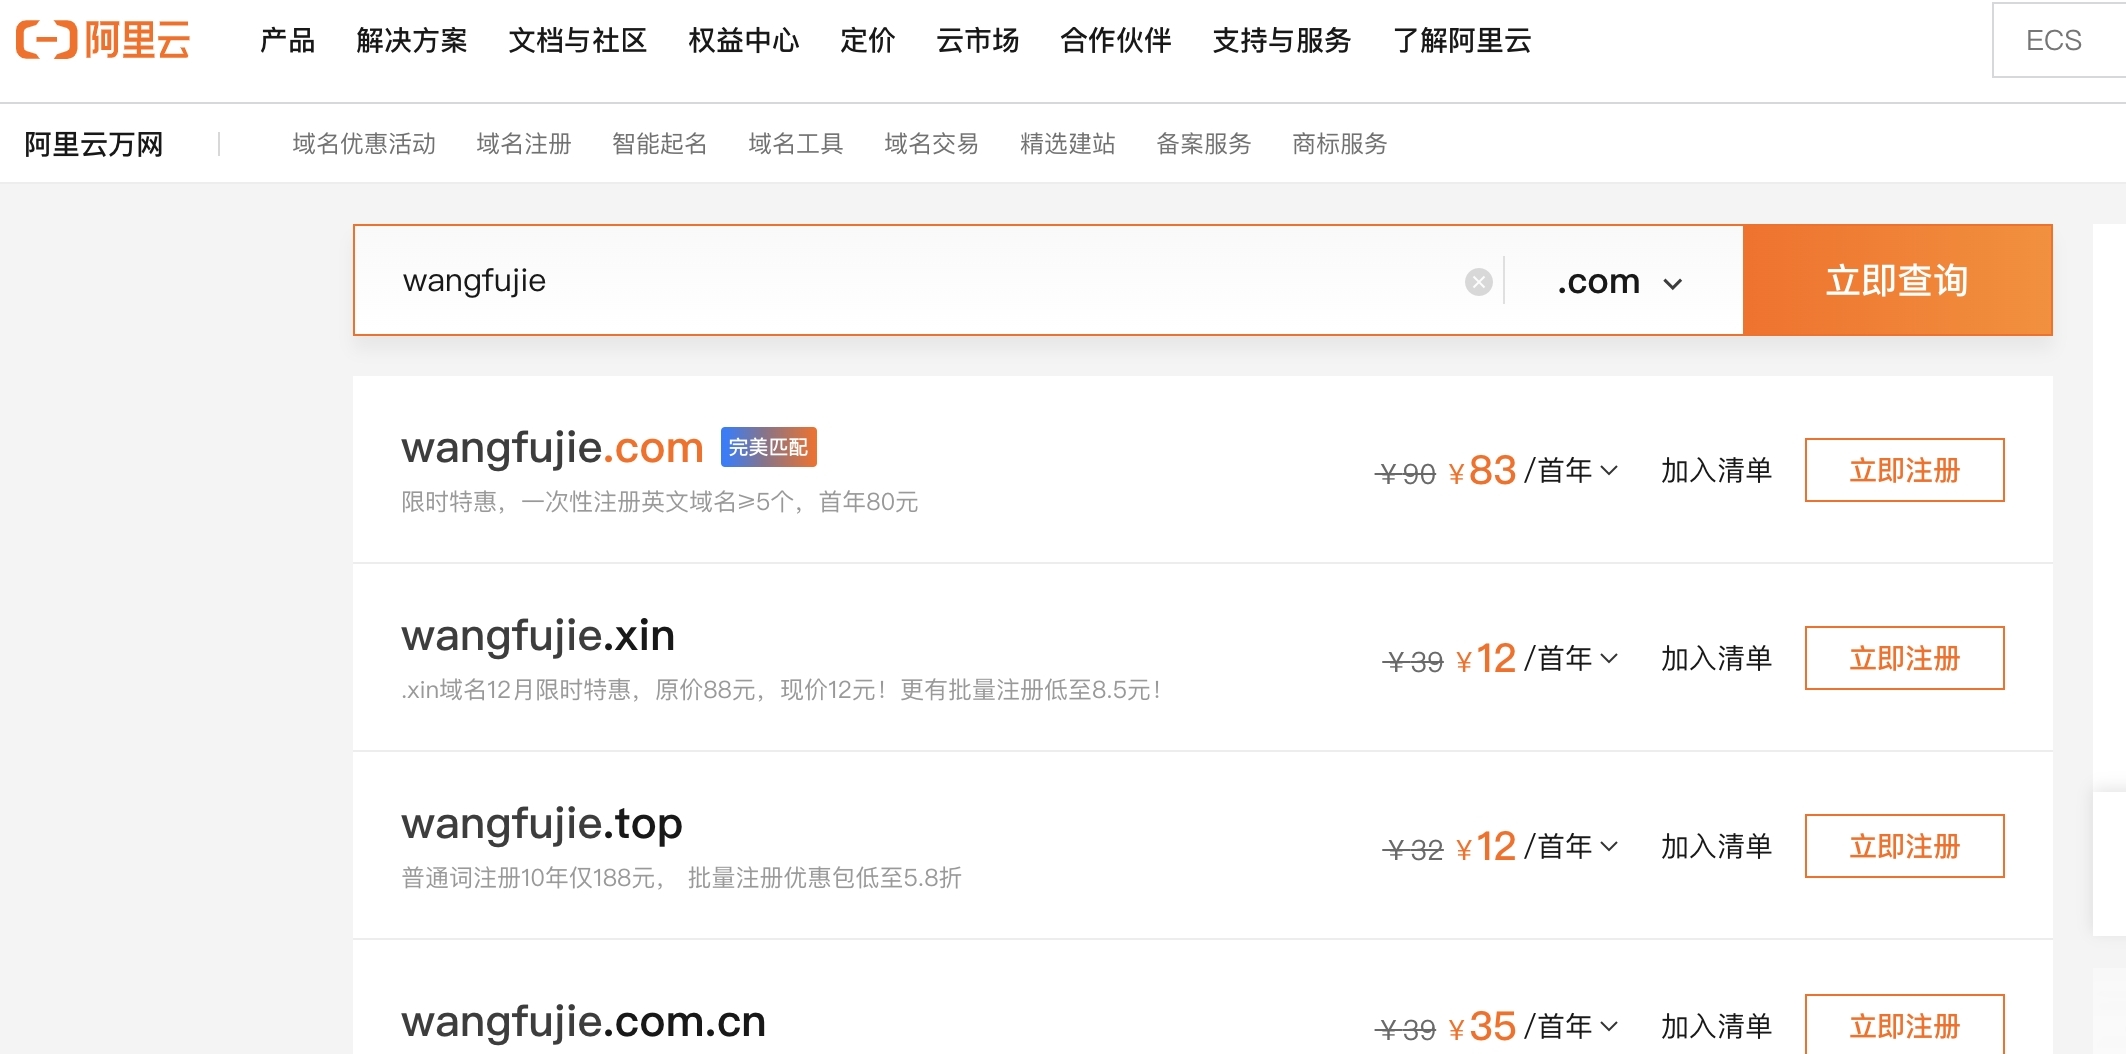 阿里云 产品 解决方案 文档与社区 权益中心 定价 云市场 合作伙伴 支持与服务 了解阿里云 ECS
阿里云万网 域名优惠活动 域名注册 智能起名 域名工具 域名交易 精选建站 备案服务 商标服务
wangfujie .com 立即查询
wangfujie.com 完美匹配
¥90 ¥83/首年 加入清单 立即注册
限时特惠，一次性注册英文域名≥5个，首年80元
wangfujie.xin
¥39 ¥12/首年 加入清单 立即注册
.xin域名12月限时特惠，原价88元，现价12元！更有批量注册低至8.5元！
wangfujie.top
¥32 ¥12/首年 加入清单 立即注册
普通词注册10年仅188元， 批量注册优惠包低至5.8折
wangfujie.com.cn
¥39 ¥35/首年 加入清单 立即注册